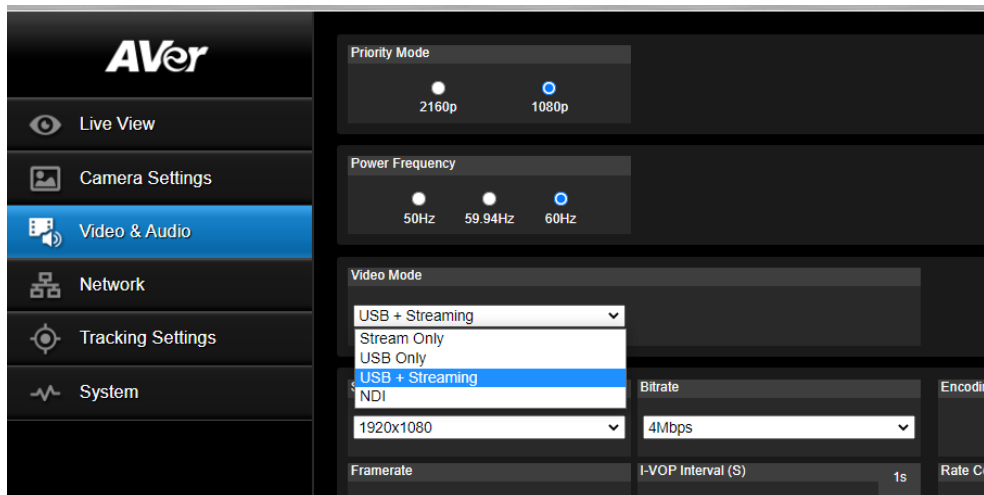 AVer
Live View
Camera Settings
Video & Audio
Network
Tracking Settings
System
Priority Mode
2160p 1080p
Power Frequency
50Hz 59.94Hz 60Hz
Video Mode
USB + Streaming
Stream Only
USB Only
USB + Streaming
NDI
Bitrate
1920x1080 4Mbps
Framerate I-VOP Interval (S) 1s